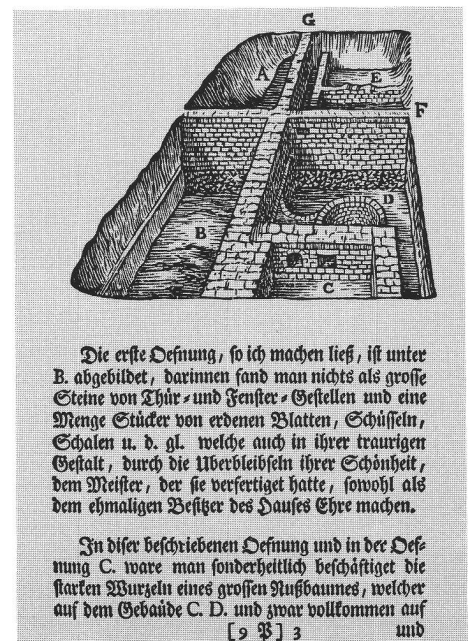 G
A
E
F
D
B
C
Die erste Oefnung, so ich machen ließ, ist unter
B. abgebildet, darinnen fand man nichts als grosse
Steine von Thür-und Fenster-Gestellen und eine
Menge Stücker von erdenen Blatten, Schüsseln,
Schalen u. d. gl. welche auch in ihrer traurigen
Gestalt, durch die Uberbleibseln ihrer Schönheit,
dem Meister, der sie verfertiget hatte, sowohl als
dem ehmaligen Besitzer des Hauses Ehre machen.
In diser beschriebenen Oefnung und in der Oef-
nung C. ware man sonderheitlich beschäftiget die
starken Wurzeln eines grossen Nußbaumes, welcher
auf dem Gebäude C. D. und zwar vollkommen auf
[9 P] 3 und